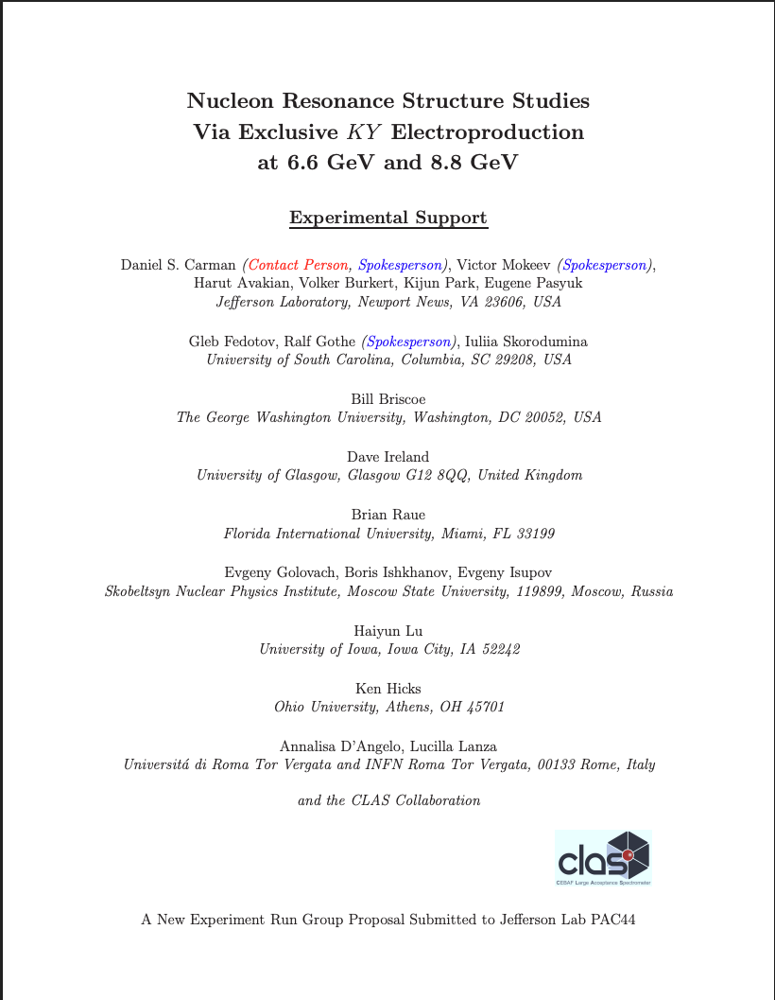 Nucleon Resonance Structure Studies
Via Exclusive KY Electroproduction
at 6.6 GeV and 8.8 GeV
Experimental Support
Daniel S. Carman (Contact Person, Spokesperson), Victor Mokeev (Spokesperson),
Harut Avakian, Volker Burkert, Kijun Park, Eugene Pasyuk
Jefferson Laboratory, Newport News, VA 23606, USA
Gleb Fedotov, Ralf Gothe (Spokesperson), Iuliia Skorodumina
University of South Carolina, Columbia, SC 29208, USA
Bill Briscoe
The George Washington University, Washington, DC 20052, USA
Dave Ireland
University of Glasgow, Glasgow G12 8QQ, United Kingdom
Brian Raue
Florida International University, Miami, FL 33199
Evgeny Golovach, Boris Ishkhanov, Evgeny Isupov
Skobeltsyn Nuclear Physics Institute, Moscow State University, 119899, Moscow, Russia
Haiyun Lu
University of Iowa, Iowa City, IA 52242
Ken Hicks
Ohio University, Athens, OH 45701
Annalisa D'Angelo, Lucilla Lanza
Universitá di Roma Tor Vergata and INFN Roma Tor Vergata, 00133 Rome, Italy
and the CLAS Collaboration
clas
CEBAF Large Acceptance Spectrometer
A New Experiment Run Group Proposal Submitted to Jefferson Lab PAC44